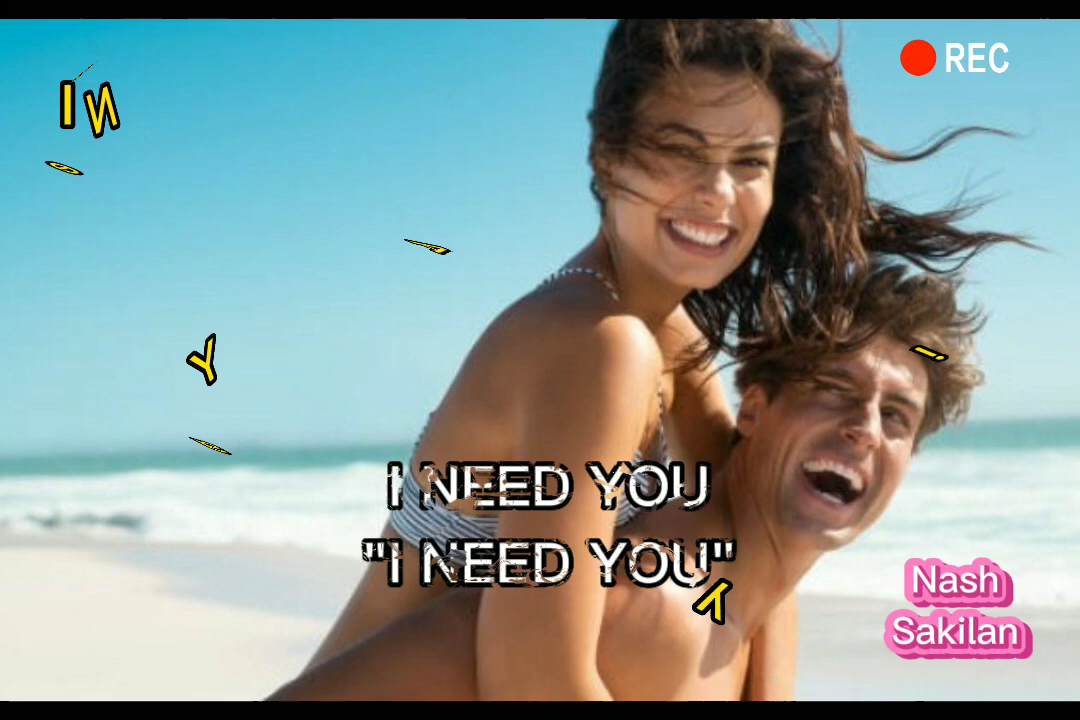 REC
I N
Y
I NEED YOU
"I NEED YOU"
Y
Nash
Sakilan